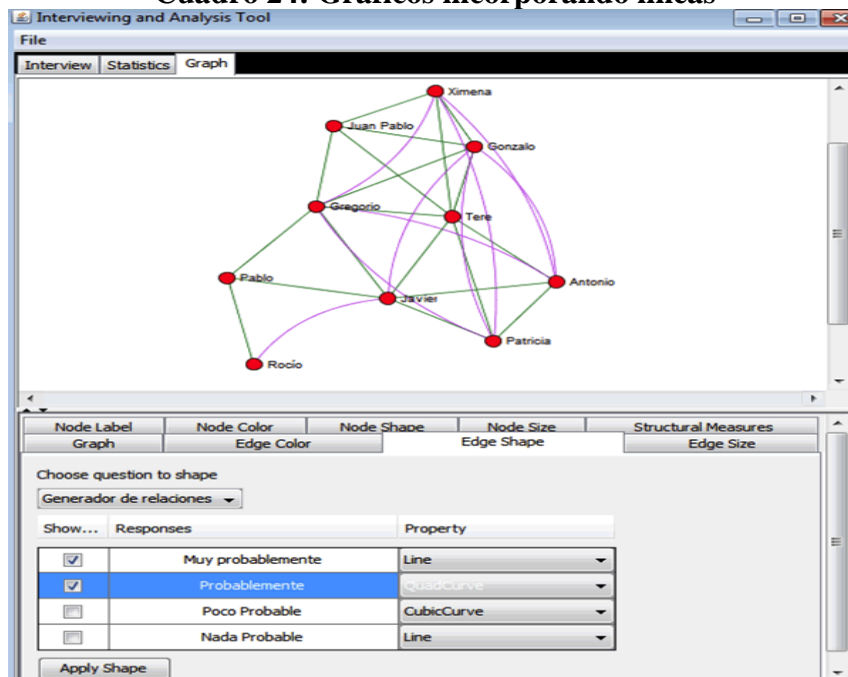 Cuadro 24: Gráficos incorporando líneas
Interviewing and Analysis Tool
File
Interview Statistics Graph
Ximena
Juan Pablo
Gonzalo
Gregorio
Tere
Pablo
Antonio
Javier
Patricia
Rocío
Node Label Node Color Node Shape Node Size Structural Measures
Graph Edge Color Edge Shape Edge Size
Choose question to shape
Generador de relaciones
Show... Responses Property
Muy probablemente Line
Probablemente QuadCurve
Poco Probable CubicCurve
Nada Probable Line
Apply Shape